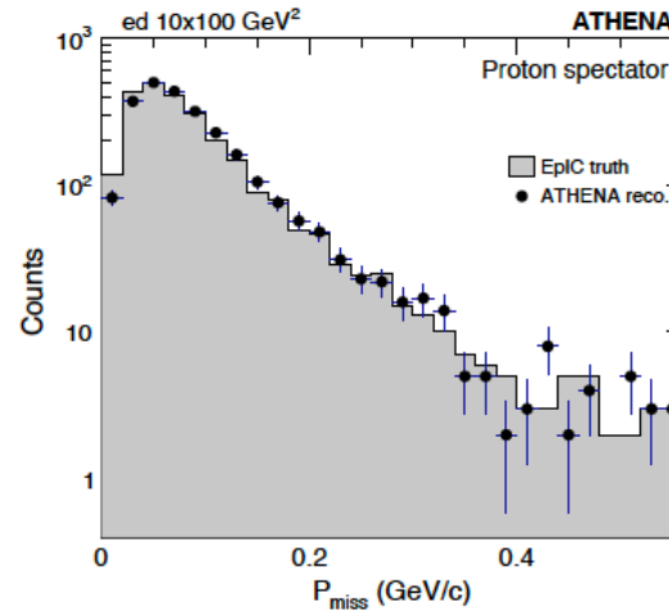 ed 10x100 GeV² ATHENA
Proton spectator
EpIC truth
ATHENA reco.
10³
10²
10
1
Counts
0 0.2 0.4
P_miss (GeV/c)